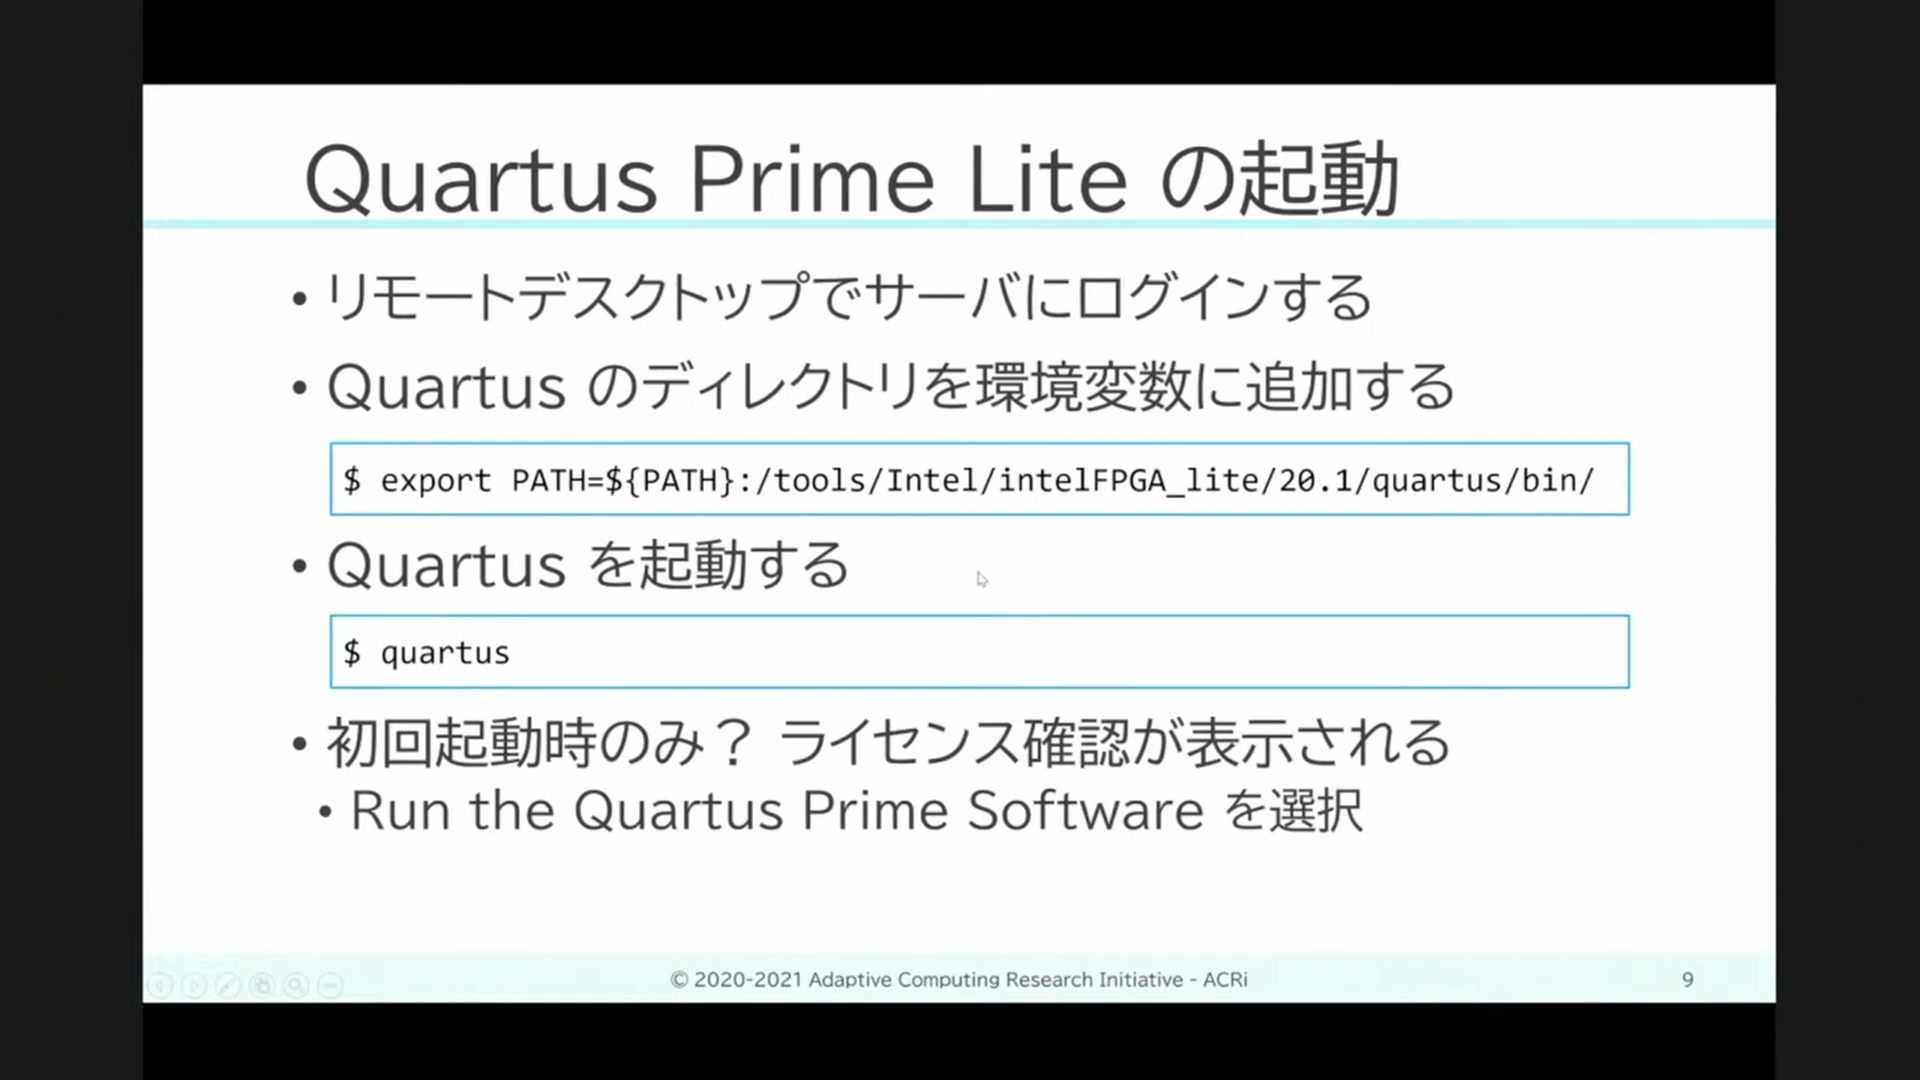 Quartus Prime Lite の起動
• リモートデスクトップでサーバにログインする
• Quartus のディレクトリを環境変数に追加する
$ export PATH=${PATH}:/tools/Intel/intelFPGA_lite/20.1/quartus/bin/
• Quartus を起動する
$ quartus
• 初回起動時のみ？ ライセンス確認が表示される
• Run the Quartus Prime Software を選択
© 2020-2021 Adaptive Computing Research Initiative - ACRi
9